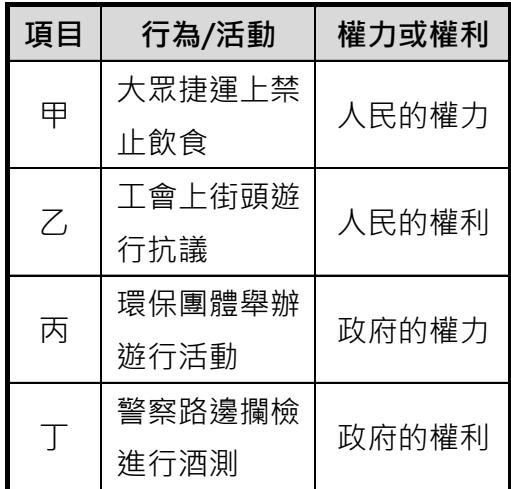 項目 行為/活動 權力或權利
甲 大眾捷運上禁止飲食 人民的權力
乙 工會上街頭遊行抗議 人民的權利
丙 環保團體舉辦遊行活動 政府的權力
丁 警察路邊攔檢進行酒測 政府的權利